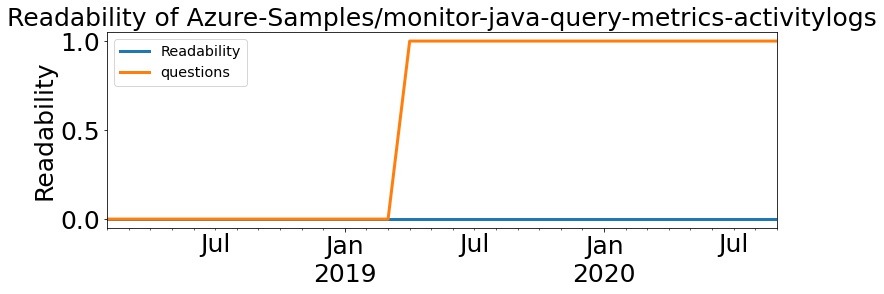 Readability of Azure-Samples/monitor-java-query-metrics-activitylogs
Readability
questions
Readability
1.0
0.5
0.0
Jul
Jan
2019
Jul
Jan
2020
Jul